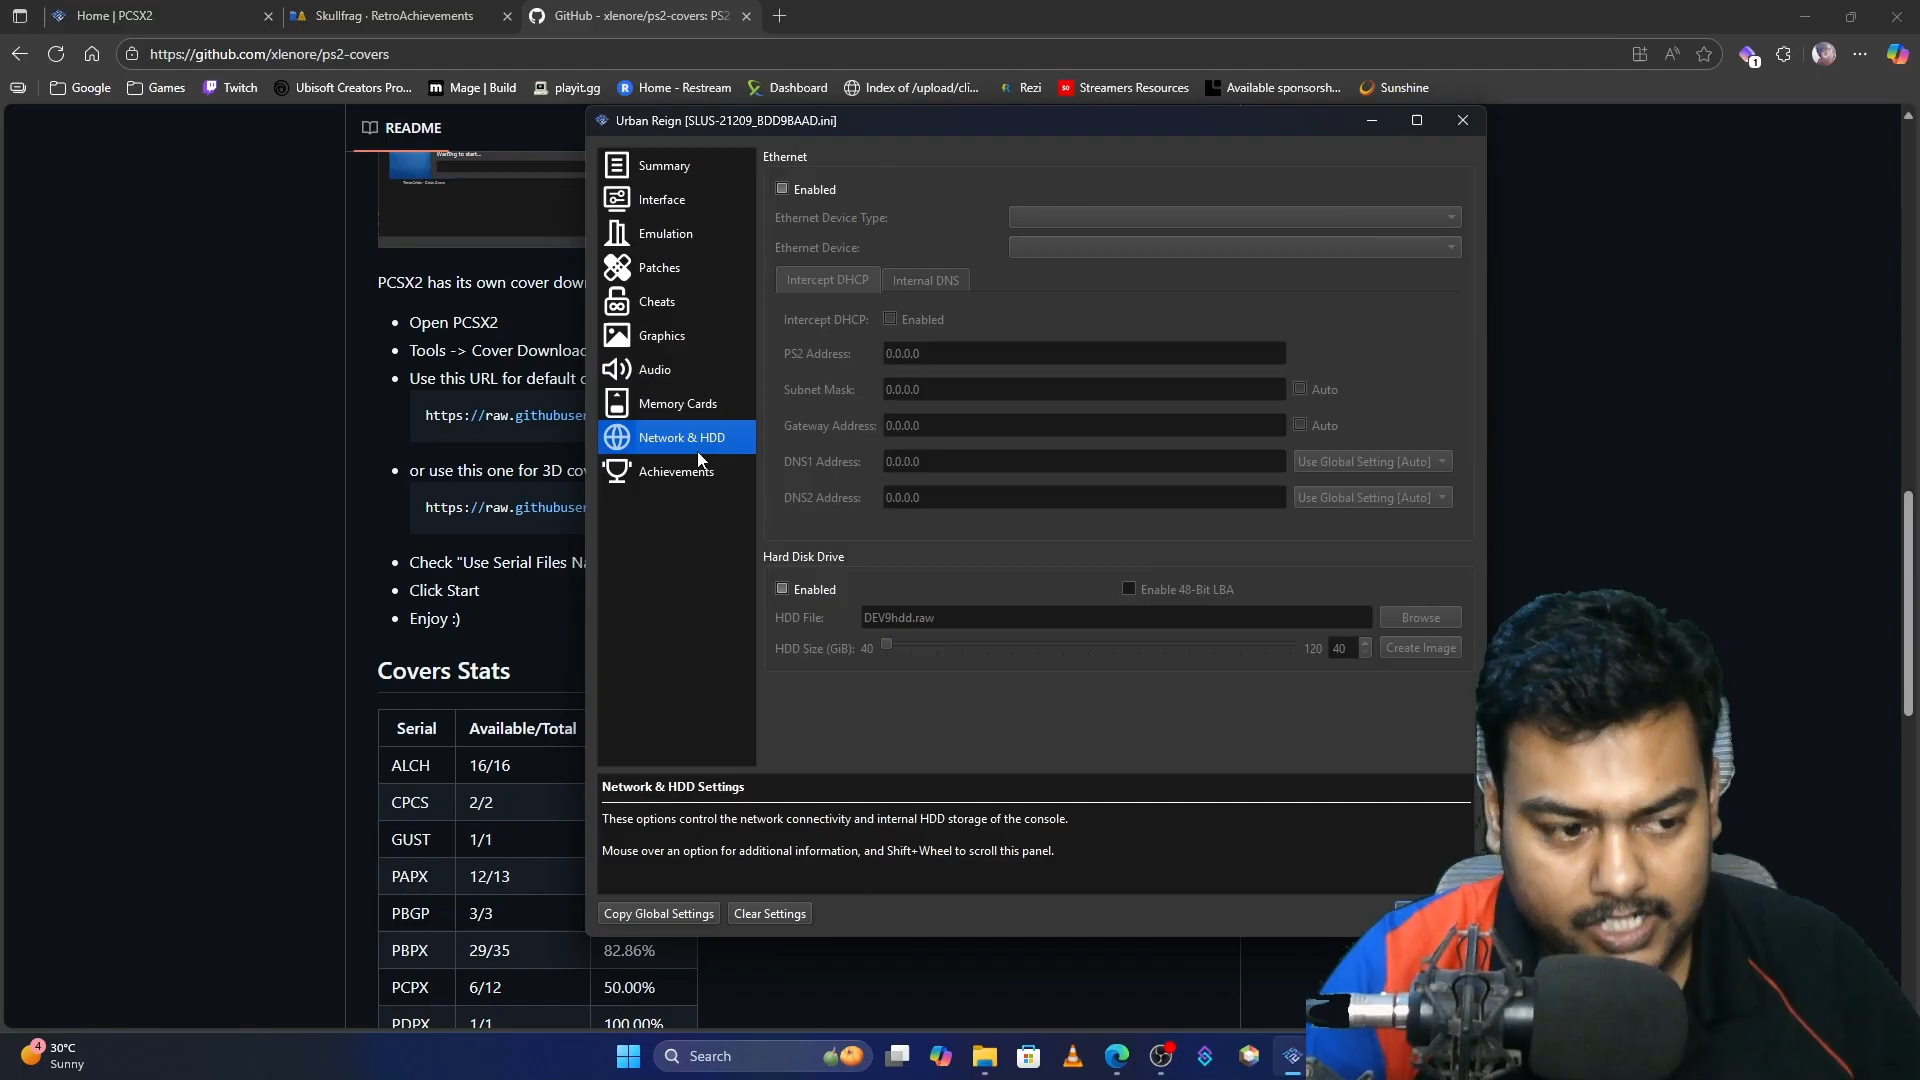 Home | PCSX2
Skullfrag · RetroAchievements
GitHub - xlenore/ps2-covers: PS2
https://github.com/xlenore/ps2-covers
1
Google
Games
Twitch
Ubisoft Creators Pro...
Mage | Build
playit.gg
Home - Restream
Dashboard
Index of /upload/cli...
Rezi
Streamers Resources
Available sponsorsh...
Sunshine
README
Waiting to start...
PCSX2 has its own cover dow
Open PCSX2
Tools -> Cover Downloa
Use this URL for default c
https://raw.githubuser
or use this one for 3D cov
https://raw.githubuser
Check "Use Serial Files Na
Click Start
Enjoy :)
Covers Stats
Serial Available/Total
ALCH 16/16
CPCS 2/2
GUST 1/1
PAPX 12/13
PBGP 3/3
PBPX 29/35 82.86%
PCPX 6/12 50.00%
PDPX 1/1 100.00%
Urban Reign [SLUS-21209_BDD9BAAD.ini]
Summary
Interface
Emulation
Patches
Cheats
Graphics
Audio
Memory Cards
Network & HDD
Achievements
Ethernet
Enabled
Ethernet Device Type:
Ethernet Device:
Intercept DHCP
Internal DNS
Intercept DHCP: Enabled
PS2 Address: 0.0.0.0
Subnet Mask: 0.0.0.0 Auto
Gateway Address: 0.0.0.0 Auto
DNS1 Address: 0.0.0.0 Use Global Setting [Auto]
DNS2 Address: 0.0.0.0 Use Global Setting [Auto]
Hard Disk Drive
Enabled Enable 48-Bit LBA
HDD File: DEV9hdd.raw Browse
HDD Size (GiB): 40 120 40 Create Image
Network & HDD Settings
These options control the network connectivity and internal HDD storage of the console.
Mouse over an option for additional information, and Shift+Wheel to scroll this panel.
Copy Global Settings
Clear Settings
4
30°C
Sunny
Search